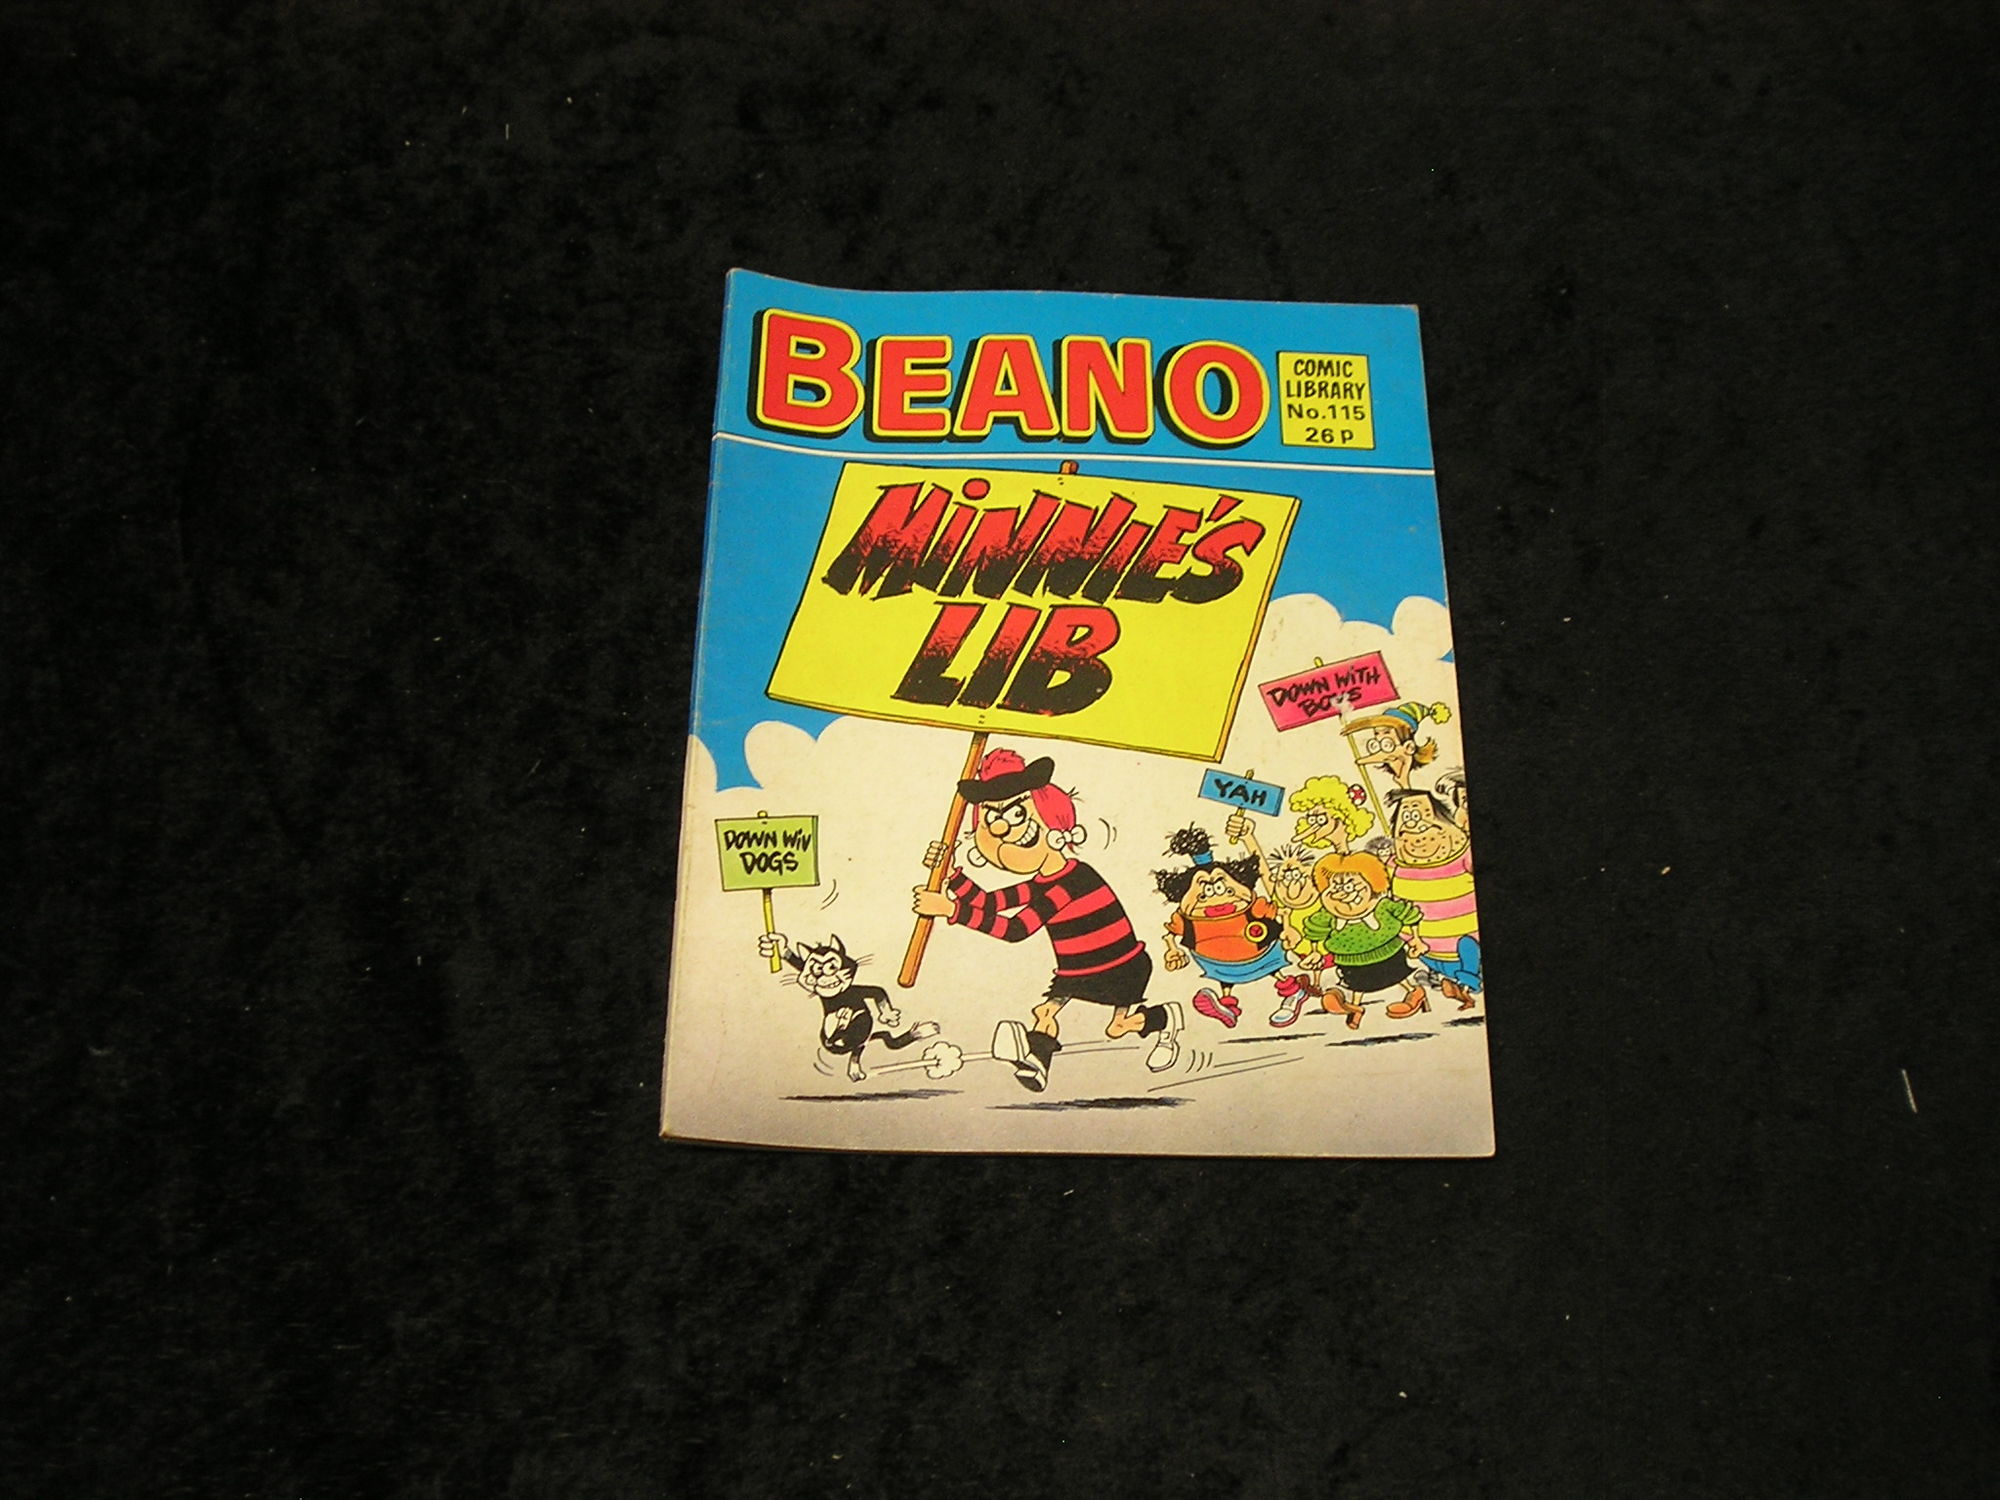 BEANO
COMIC
LIBRARY
No.115
26p
MiNNIE'S
LIB
DOWN WiTH
BOYS
YAH
DOWN WIV
DOGS